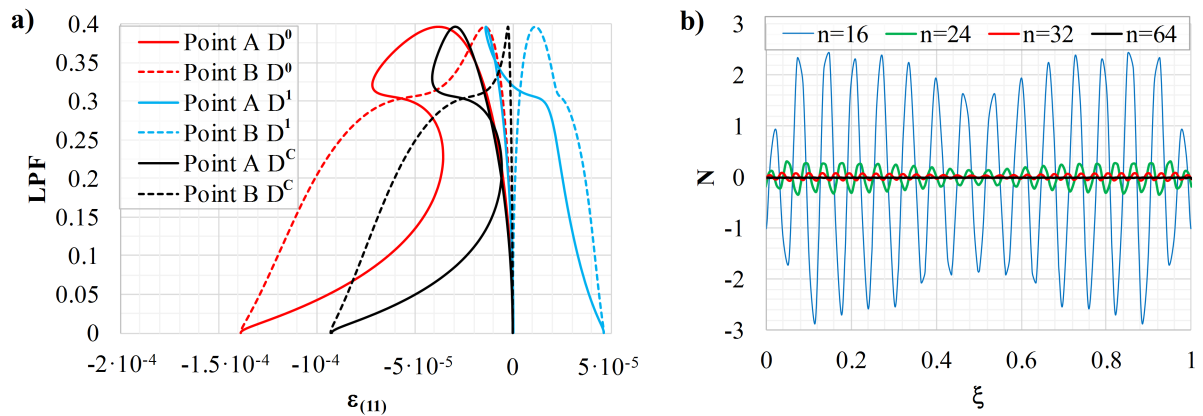 a)
0.4
0.35
0.3
0.25
0.2
0.15
0.1
0.05
0
LPF
Point A D⁰
Point B D⁰
Point A D¹
Point B D¹
Point A Dᶜ
Point B Dᶜ
-2·10⁻⁴
-1.5·10⁻⁴
-1·10⁻⁴
-5·10⁻⁵
0
5·10⁻⁵
ε₍₁₁₎
b)
3
2
1
0
-1
-2
-3
N
n=16 n=24 n=32 n=64
0 0.2 0.4 0.6 0.8 1
ξ